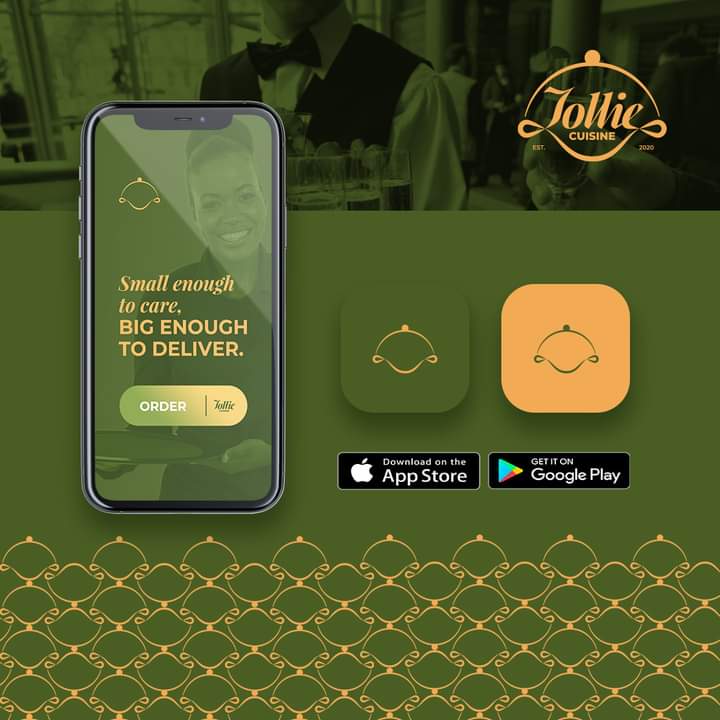 Jollie
CUISINE
EST. 2020
Small enough
to care,
BIG ENOUGH
TO DELIVER.
ORDER Jollie
CUISINE
Download on the
App Store
GET IT ON
Google Play